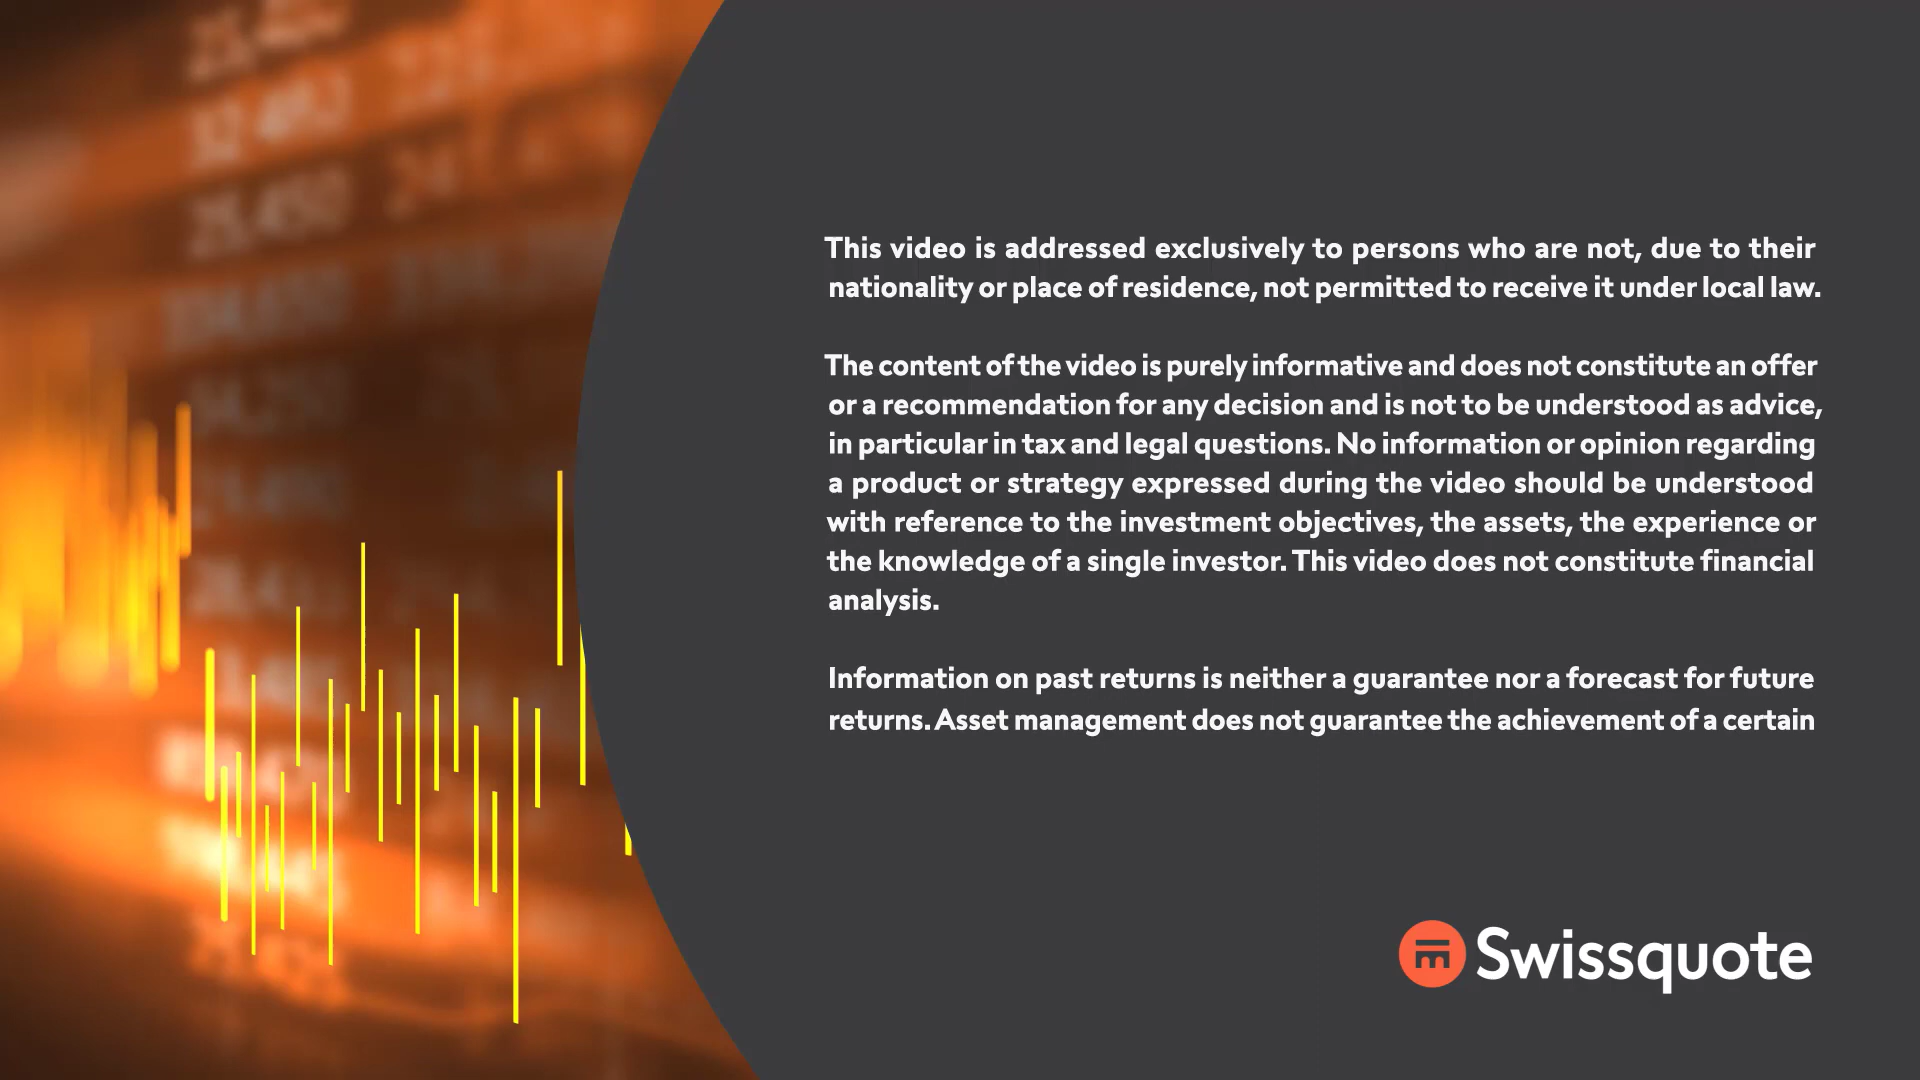 This video is addressed exclusively to persons who are not, due to their
nationality or place of residence, not permitted to receive it under local law.
The content of the video is purely informative and does not constitute an offer
or a recommendation for any decision and is not to be understood as advice,
in particular in tax and legal questions. No information or opinion regarding
a product or strategy expressed during the video should be understood
with reference to the investment objectives, the assets, the experience or
the knowledge of a single investor. This video does not constitute financial
analysis.
Information on past returns is neither a guarantee nor a forecast for future
returns. Asset management does not guarantee the achievement of a certain
Swissquote